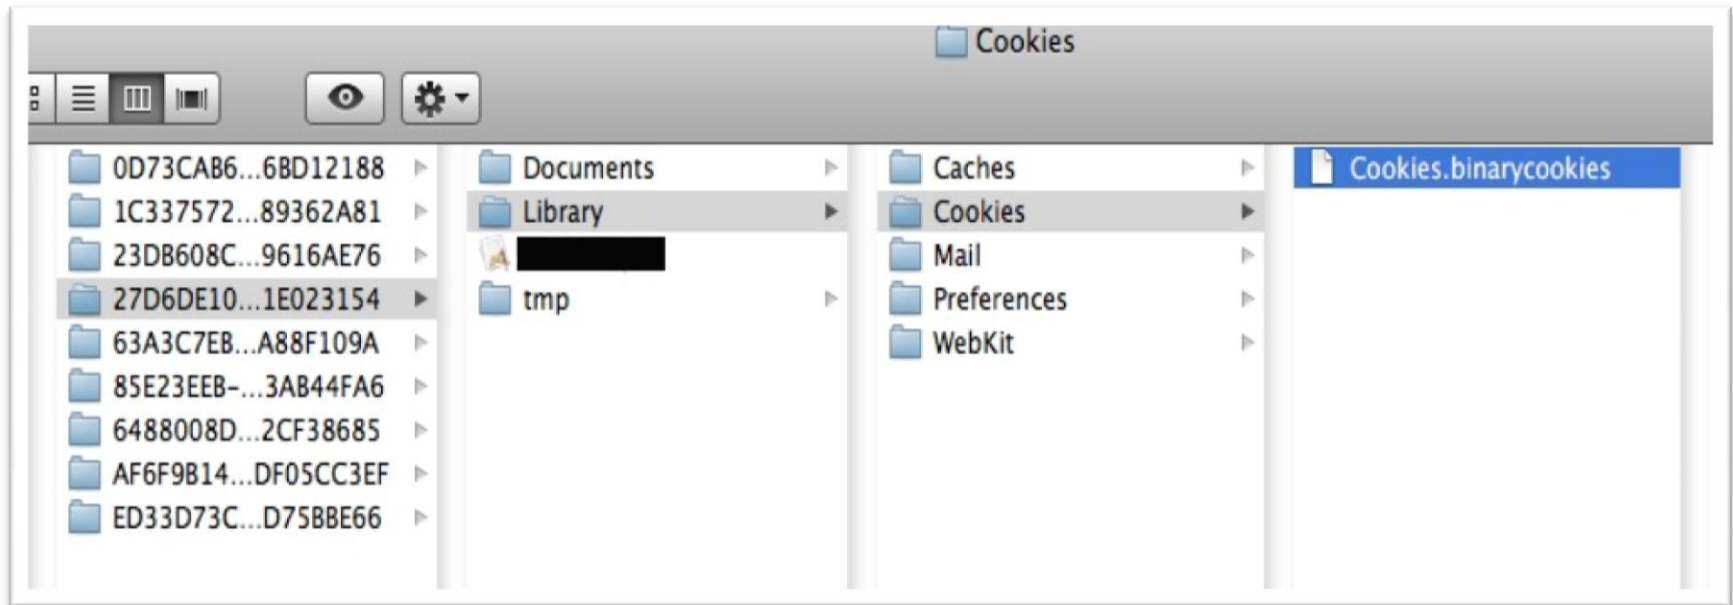 Cookies
0D73CAB6...6BD12188
1C337572...89362A81
23DB608C...9616AE76
27D6DE10...1E023154
63A3C7EB...A88F109A
85E23EEB-...3AB44FA6
6488008D...2CF38685
AF6F9B14...DF05CC3EF
ED33D73C...D75BBE66
Documents
Library
tmp
Caches
Cookies
Mail
Preferences
WebKit
Cookies.binarycookies